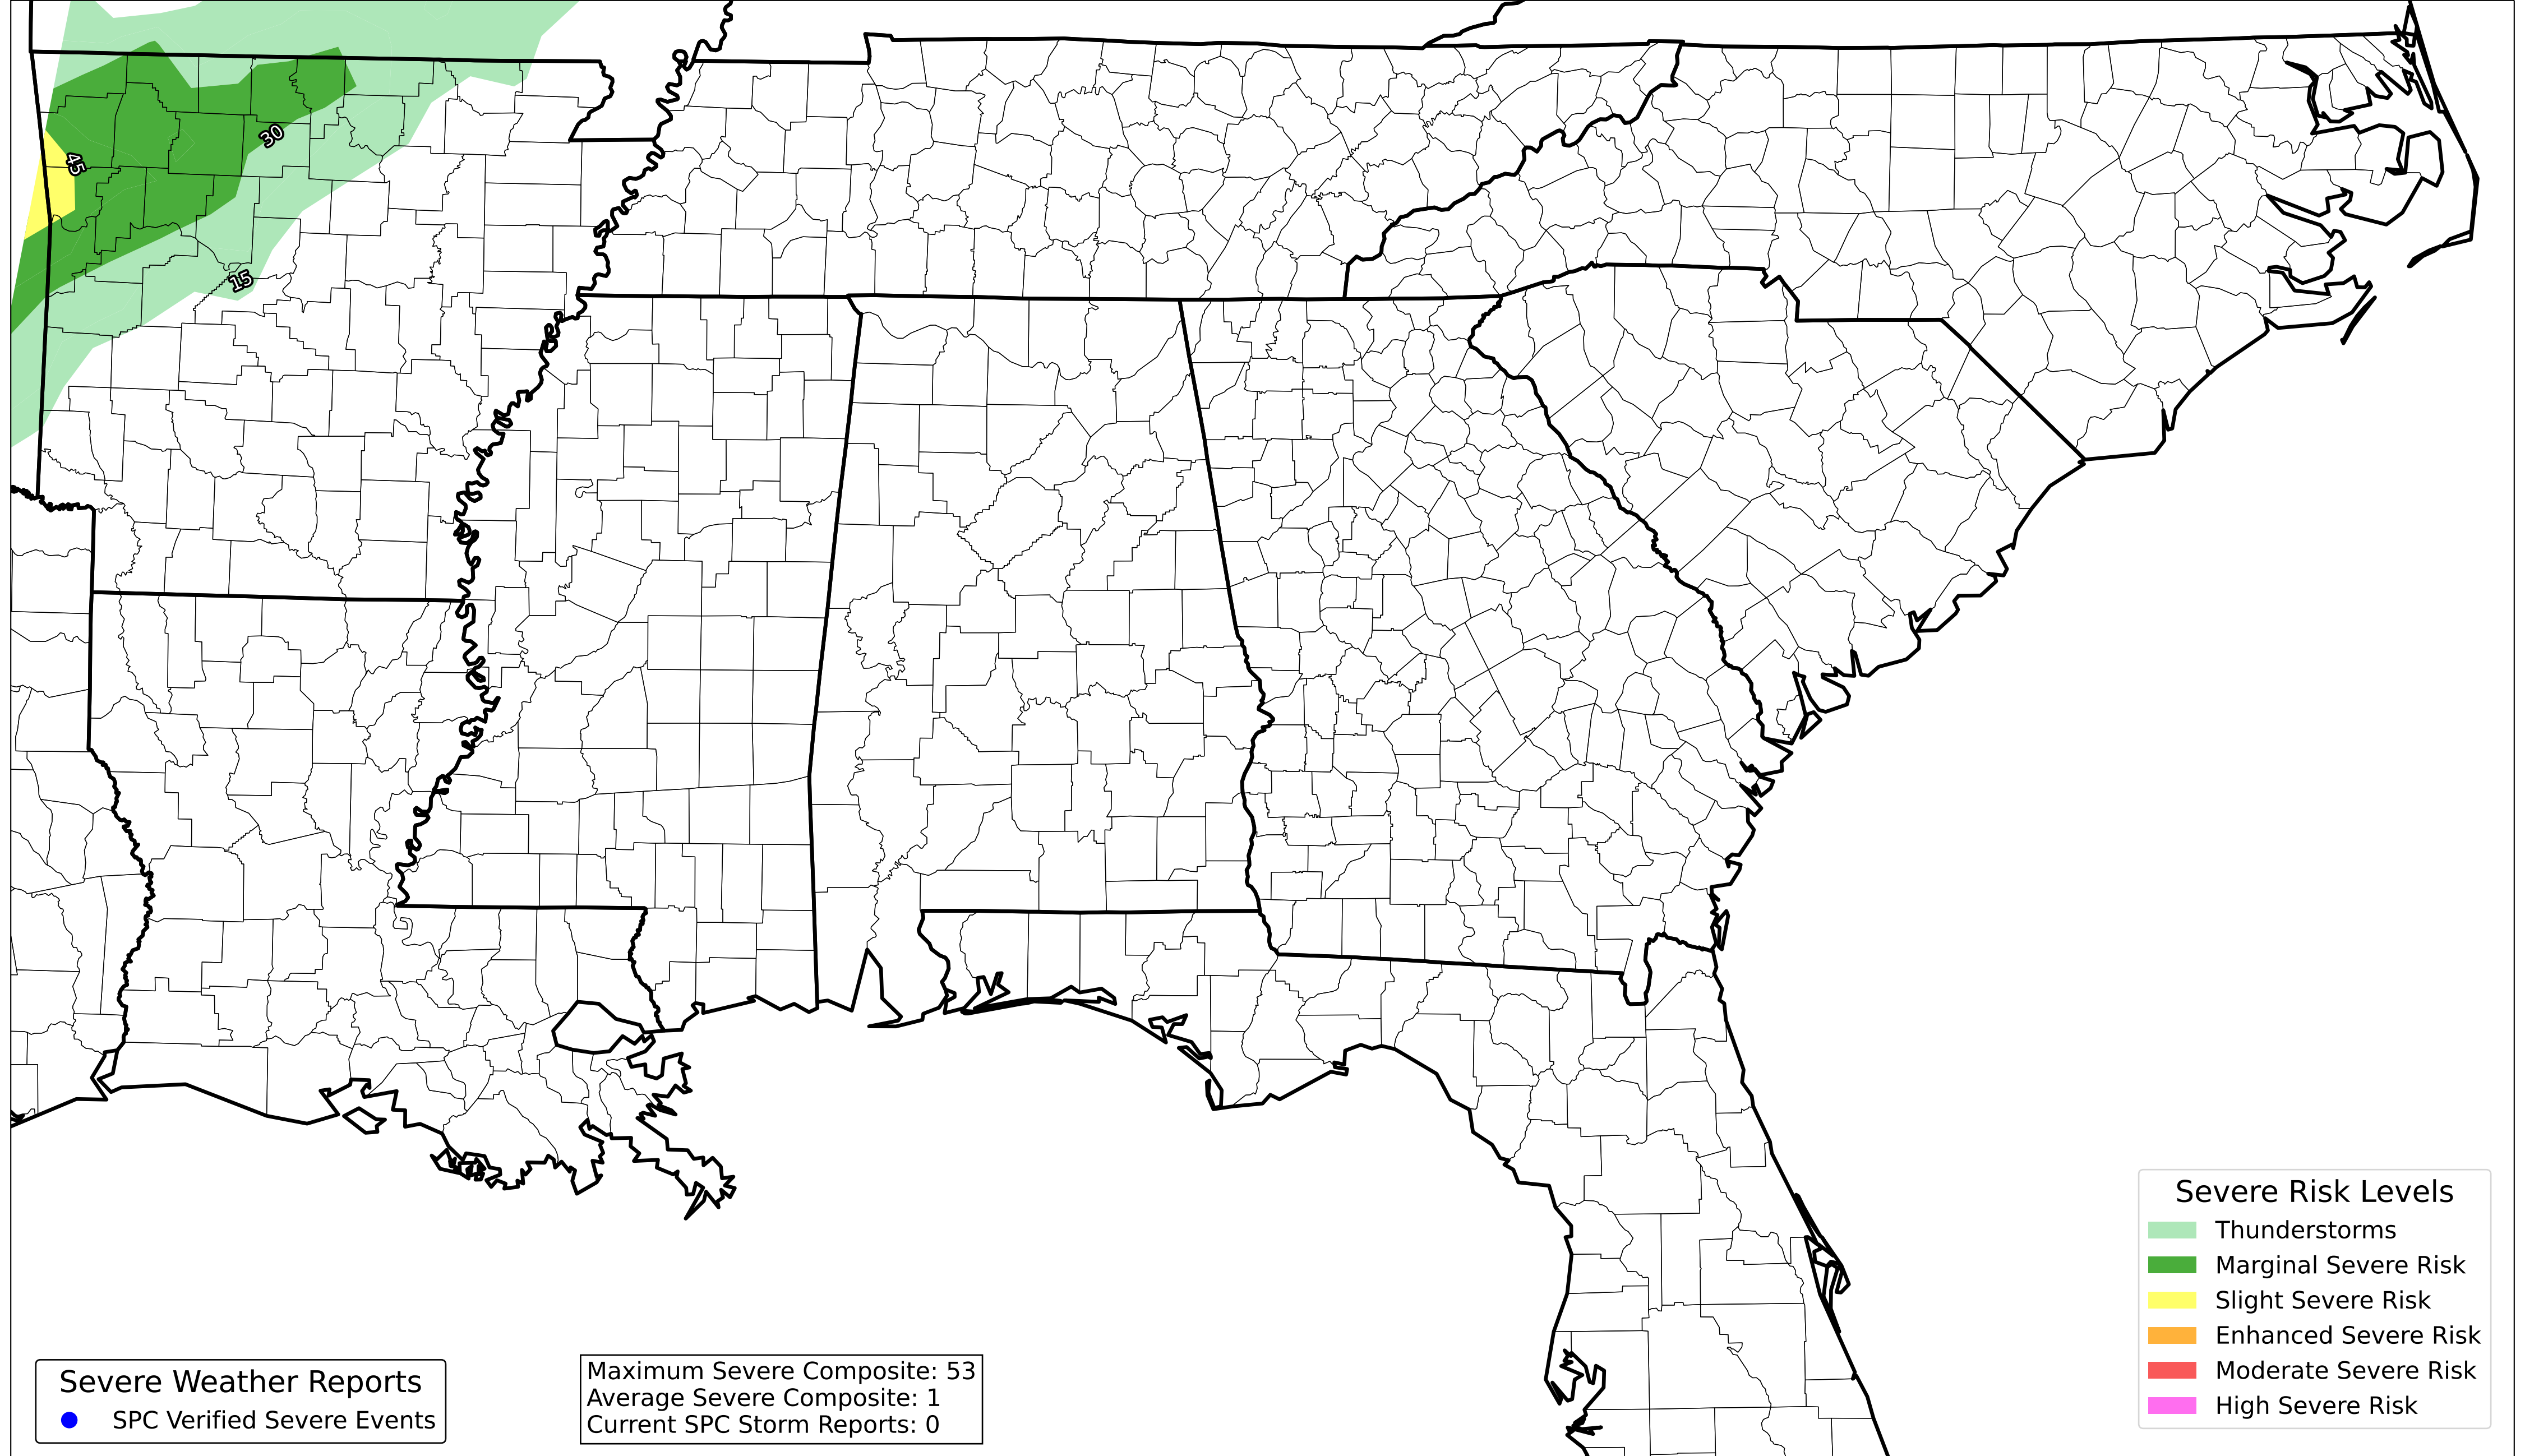 45
30
15
Severe Risk Levels
Thunderstorms
Marginal Severe Risk
Slight Severe Risk
Enhanced Severe Risk
Moderate Severe Risk
High Severe Risk
Severe Weather Reports
SPC Verified Severe Events
Maximum Severe Composite: 53
Average Severe Composite: 1
Current SPC Storm Reports: 0